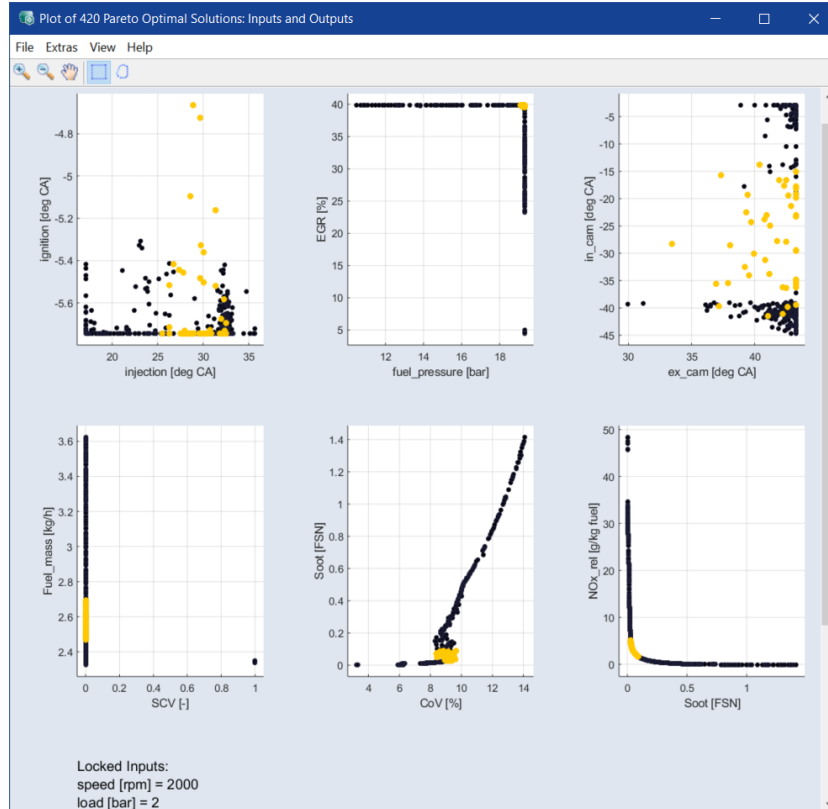 Plot of 420 Pareto Optimal Solutions: Inputs and Outputs
File Extras View Help
-4.8
-5
-5.2
-5.4
-5.6
20 25 30 35
ignition [deg CA]
injection [deg CA]
40
35
30
25
20
15
10
5
12 14 16 18
EGR [%]
fuel_pressure [bar]
-5
-10
-15
-20
-25
-30
-35
-40
-45
30 35 40
in_cam [deg CA]
ex_cam [deg CA]
3.6
3.4
3.2
3
2.8
2.6
2.4
0 0.2 0.4 0.6 0.8 1
Fuel_mass [kg/h]
SCV [-]
1.4
1.2
1
0.8
0.6
0.4
0.2
0
4 6 8 10 12 14
Soot [FSN]
CoV [%]
50
40
30
20
10
0
0 0.5 1
NOx_rel [g/kg fuel]
Soot [FSN]
Locked Inputs:
speed [rpm] = 2000
load [bar] = 2